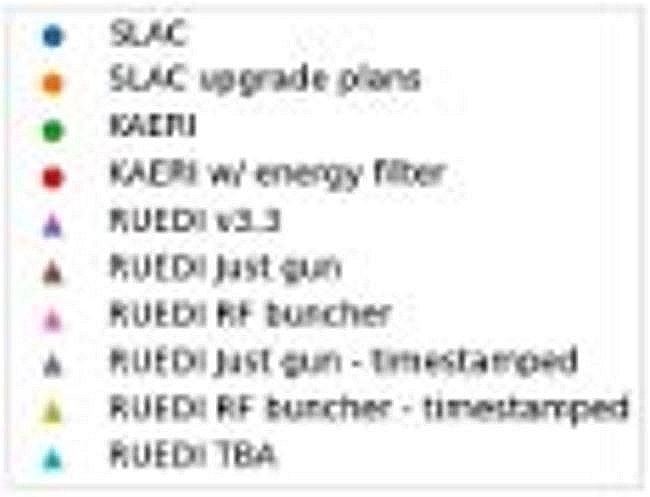 SLAC
SLAC upgrade plans
KAERI
KAERI w/ energy filter
RUEDI v3.3
RUEDI Just gun
RUEDI RF buncher
RUEDI Just gun - timestamped
RUEDI RF buncher - timestamped
RUEDI TBA